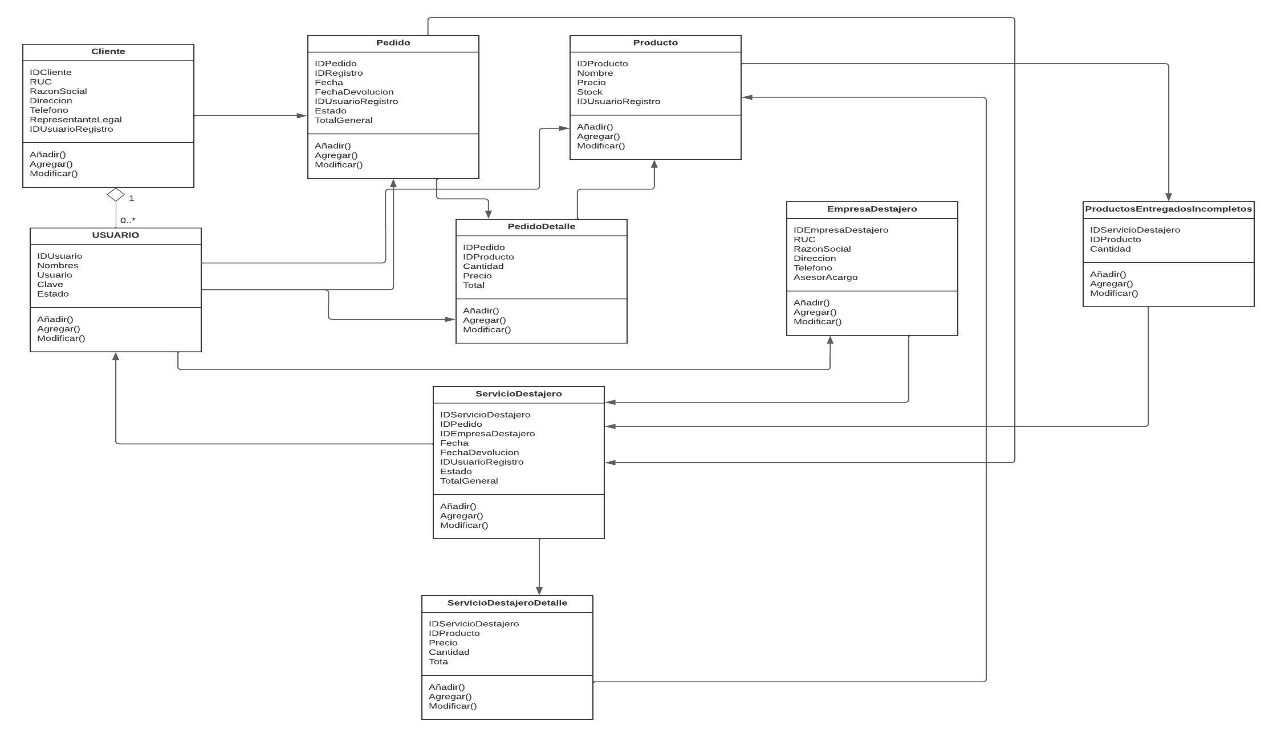 Cliente
IDCliente
RUC
RazonSocial
Direccion
Telefono
RepresentanteLegal
IDUsuarioRegistro
Añadir()
Agregar()
Modificar()
Pedido
IDPedido
IDRegistro
Fecha
FechaDevolucion
IDUsuarioRegistro
Estado
TotalGeneral
Añadir()
Agregar()
Modificar()
Producto
IDProducto
Nombre
Precio
Stock
IDUsuarioRegistro
Añadir()
Agregar()
Modificar()
1
0..*
USUARIO
IDUsuario
Nombres
Usuario
Clave
Estado
Añadir()
Agregar()
Modificar()
PedidoDetalle
IDPedido
IDProducto
Cantidad
Precio
Total
Añadir()
Agregar()
Modificar()
EmpresaDestajero
IDEmpresaDestajero
RUC
RazonSocial
Direccion
Telefono
AsesorAcargo
Añadir()
Agregar()
Modificar()
ProductosEntregadosIncompletos
IDServicioDestajero
IDProducto
Cantidad
Añadir()
Agregar()
Modificar()
ServicioDestajero
IDServicioDestajero
IDPedido
IDEmpresaDestajero
Fecha
FechaDevolucion
IDUsuarioRegistro
Estado
TotalGeneral
Añadir()
Agregar()
Modificar()
ServicioDestajeroDetalle
IDServicioDestajero
IDProducto
Precio
Cantidad
Tota
Añadir()
Agregar()
Modificar()